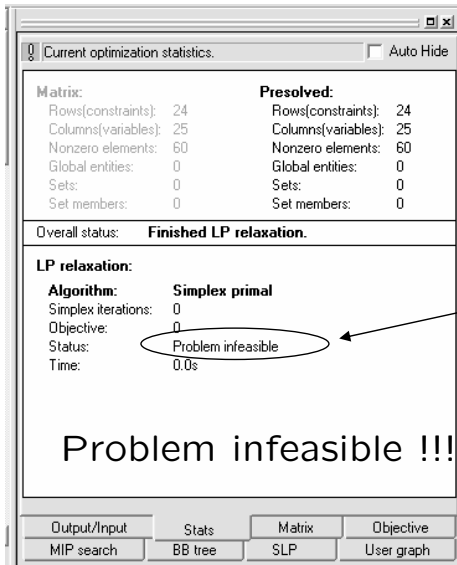 Current optimization statistics. Auto Hide
Matrix: Presolved:
Rows(constraints): 24 Rows(constraints): 24
Columns(variables): 25 Columns(variables): 25
Nonzero elements: 60 Nonzero elements: 60
Global entities: 0 Global entities: 0
Sets: 0 Sets: 0
Set members: 0 Set members: 0
Overall status: Finished LP relaxation.
LP relaxation:
Algorithm: Simplex primal
Simplex iterations: 0
Objective: 0
Status: Problem infeasible
Time: 0.0s
Problem infeasible !!!
Output/Input Stats Matrix Objective
MIP search BB tree SLP User graph